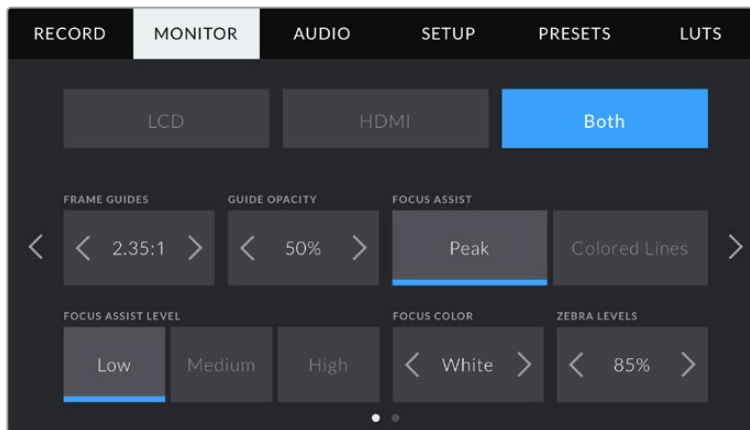 RECORD MONITOR AUDIO SETUP PRESETS LUTS
LCD HDMI Both
FRAME GUIDES GUIDE OPACITY FOCUS ASSIST
2.35:1 50% Peak Colored Lines
FOCUS ASSIST LEVEL FOCUS COLOR ZEBRA LEVELS
Low Medium High White 85%